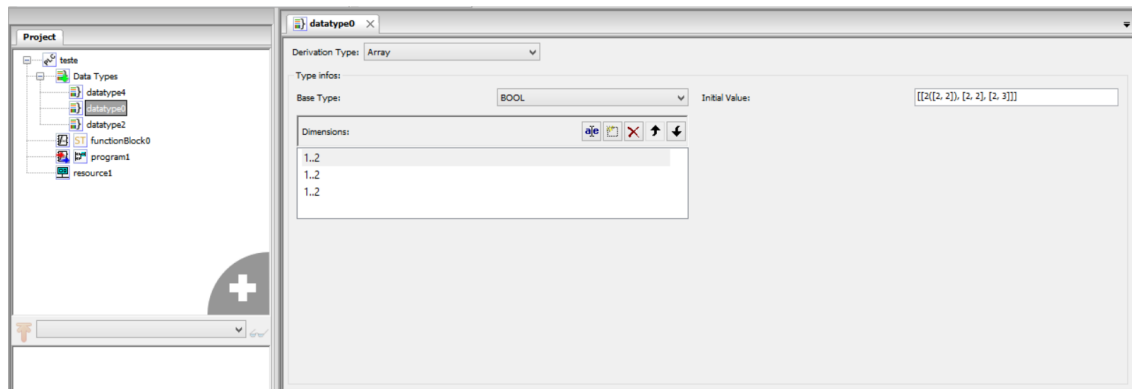 Project
teste
Data Types
datatype4
datatype0
datatype2
ST functionBlock0
program1
resource1
datatype0
Derivation Type: Array
Type infos:
Base Type: BOOL Initial Value: [[2([2, 2]), [2, 2], [2, 3]]]
Dimensions:
1..2
1..2
1..2